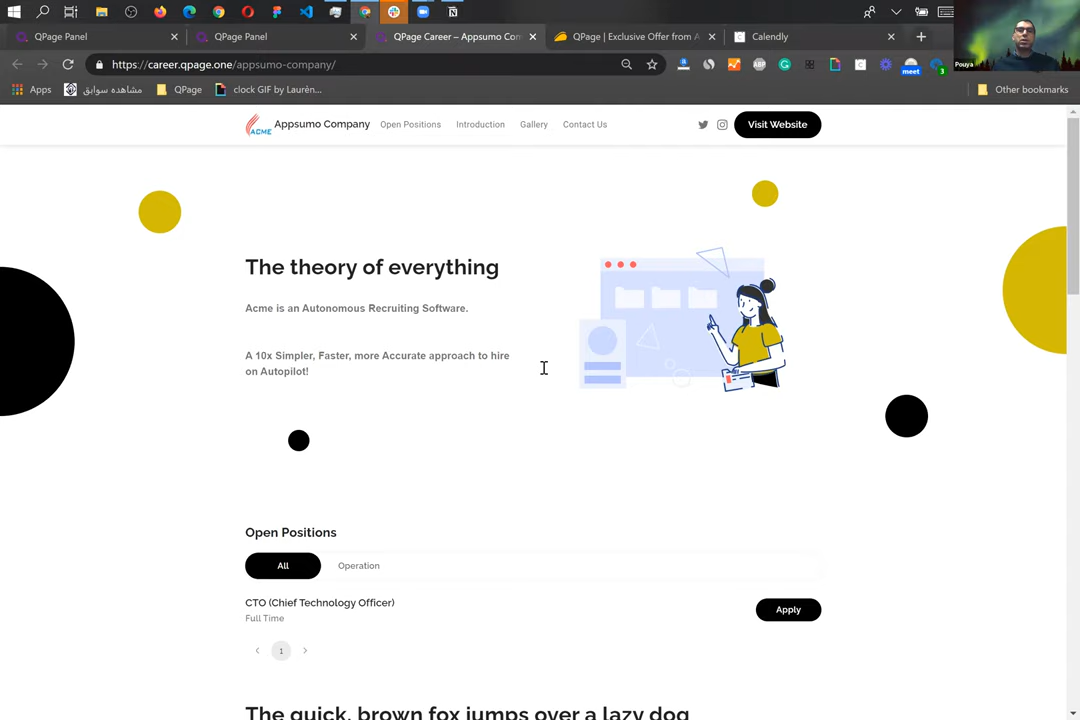 QPage Panel
QPage Panel
QPage Career – Appsumo Com
QPage | Exclusive Offer from A
Calendly
Pouya
https://career.qpage.one/appsumo-company/
meet
3
Apps
مشاهده سوابق
QPage
clock GIF by Laurên...
Other bookmarks
ACME
Appsumo Company
Open Positions
Introduction
Gallery
Contact Us
Visit Website
The theory of everything
Acme is an Autonomous Recruiting Software.
A 10x Simpler, Faster, more Accurate approach to hire
on Autopilot!
Open Positions
All
Operation
CTO (Chief Technology Officer)
Full Time
Apply
1
The quick, brown fox jumps over a lazy dog